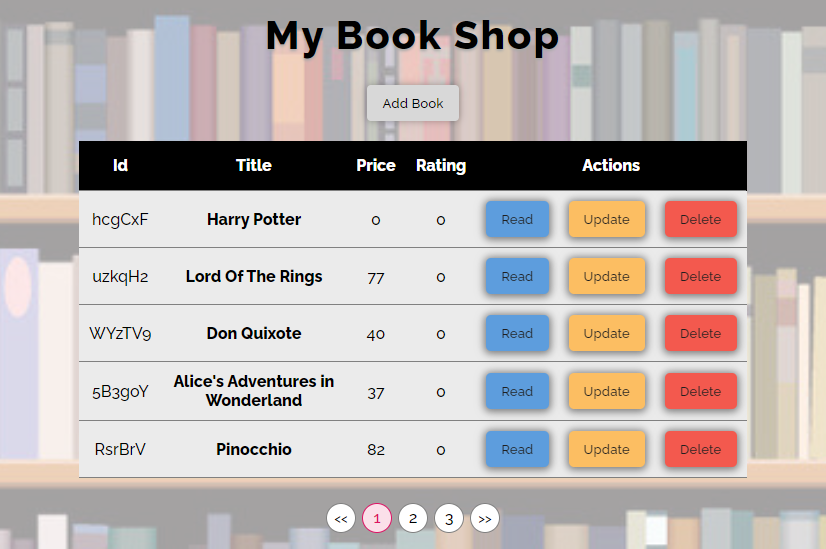 My Book Shop
Add Book
Id Title Price Rating Actions
hcgCxF Harry Potter 0 0 Read Update Delete
uzkqH2 Lord Of The Rings 77 0 Read Update Delete
WYzTV9 Don Quixote 40 0 Read Update Delete
5B3goY Alice's Adventures in Wonderland 37 0 Read Update Delete
RsrBrV Pinocchio 82 0 Read Update Delete
<< 1 2 3 >>